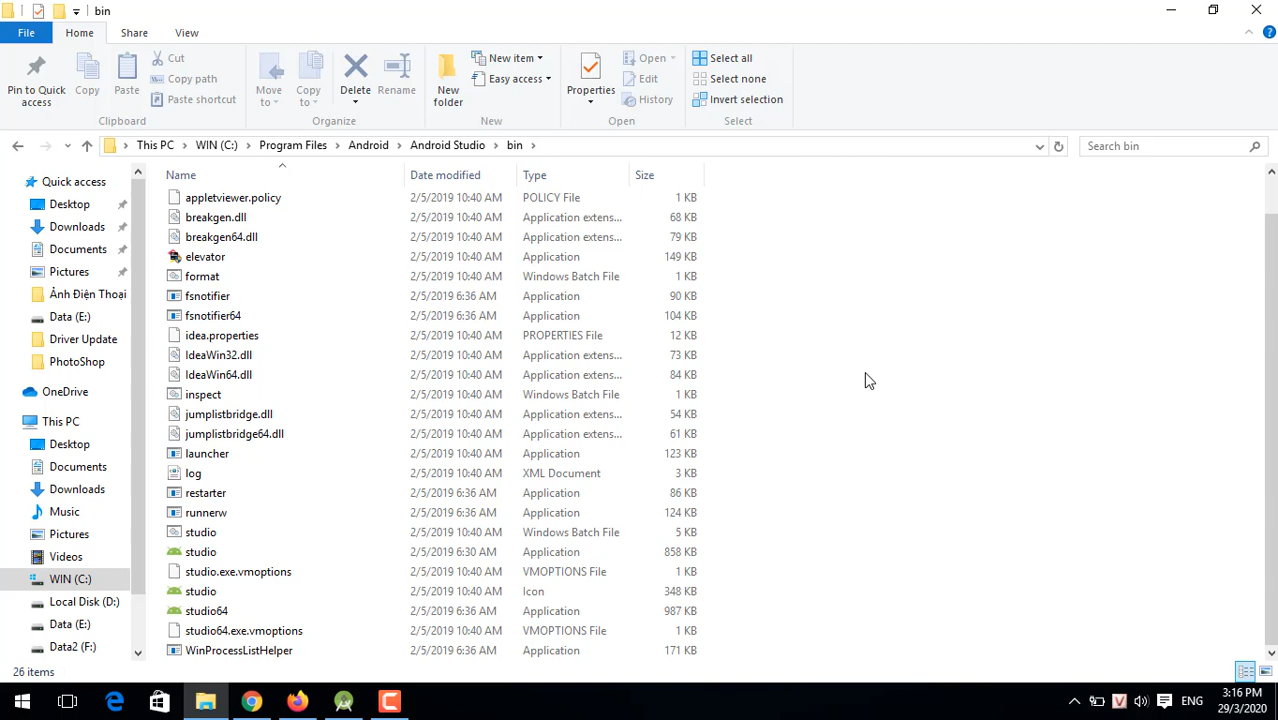 bin
File Home Share View
Pin to Quick access
Copy
Paste
Cut
Copy path
Paste shortcut
Clipboard
Move to
Copy to
Delete
Rename
Organize
New folder
New item
Easy access
New
Properties
Open
Edit
History
Open
Select all
Select none
Invert selection
Select
This PC WIN (C:) Program Files Android Android Studio bin
Search bin
Quick access
Desktop
Downloads
Documents
Pictures
Ảnh Điện Thoại
Data (E:)
Driver Update
PhotoShop
OneDrive
This PC
Desktop
Documents
Downloads
Music
Pictures
Videos
WIN (C:)
Local Disk (D:)
Data (E:)
Data2 (F:)
Name Date modified Type Size
appletviewer.policy 2/5/2019 10:40 AM POLICY File 1 KB
breakgen.dll 2/5/2019 10:40 AM Application extens... 68 KB
breakgen64.dll 2/5/2019 10:40 AM Application extens... 79 KB
elevator 2/5/2019 10:40 AM Application 149 KB
format 2/5/2019 10:40 AM Windows Batch File 1 KB
fsnotifier 2/5/2019 6:36 AM Application 90 KB
fsnotifier64 2/5/2019 6:36 AM Application 104 KB
idea.properties 2/5/2019 10:40 AM PROPERTIES File 12 KB
IdeaWin32.dll 2/5/2019 10:40 AM Application extens... 73 KB
IdeaWin64.dll 2/5/2019 10:40 AM Application extens... 84 KB
inspect 2/5/2019 10:40 AM Windows Batch File 1 KB
jumplistbridge.dll 2/5/2019 10:40 AM Application extens... 54 KB
jumplistbridge64.dll 2/5/2019 10:40 AM Application extens... 61 KB
launcher 2/5/2019 10:40 AM Application 123 KB
log 2/5/2019 10:40 AM XML Document 3 KB
restarter 2/5/2019 6:36 AM Application 86 KB
runnerw 2/5/2019 6:36 AM Application 124 KB
studio 2/5/2019 10:40 AM Windows Batch File 5 KB
studio 2/5/2019 6:30 AM Application 858 KB
studio.exe.vmoptions 2/5/2019 10:40 AM VMOPTIONS File 1 KB
studio 2/5/2019 10:40 AM Icon 348 KB
studio64 2/5/2019 6:36 AM Application 987 KB
studio64.exe.vmoptions 2/5/2019 10:40 AM VMOPTIONS File 1 KB
WinProcessListHelper 2/5/2019 6:36 AM Application 171 KB
26 items
ENG
3:16 PM
29/3/2020